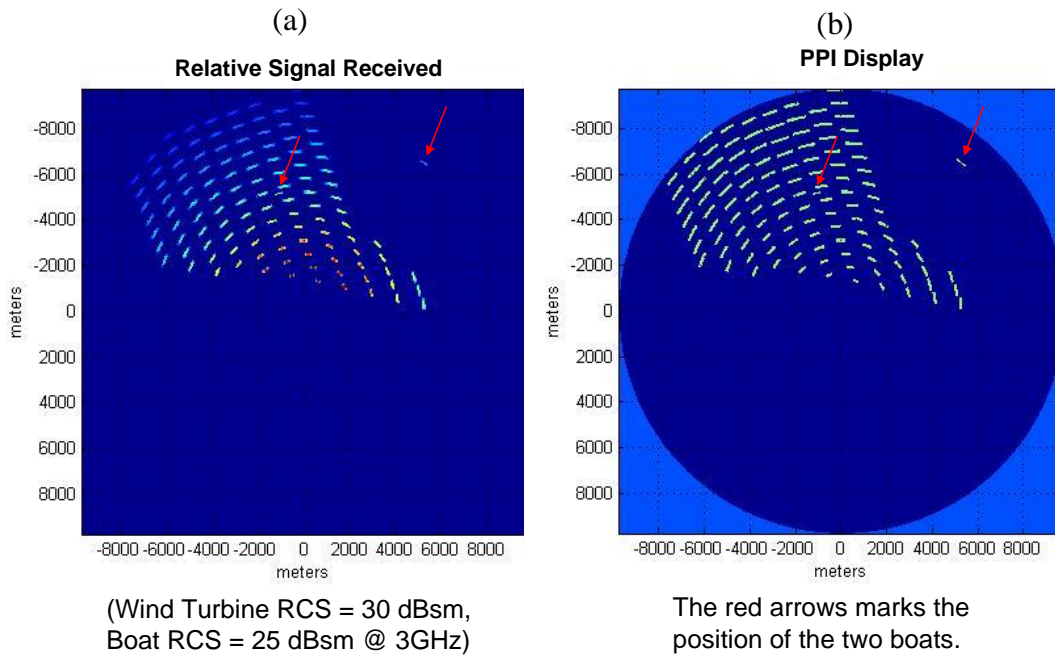 (a)
Relative Signal Received
-8000
-6000
-4000
-2000
0
2000
4000
6000
8000
meters
-8000 -6000 -4000 -2000 0 2000 4000 6000 8000
meters
(Wind Turbine RCS = 30 dBsm,
Boat RCS = 25 dBsm @ 3GHz)
(b)
PPI Display
-8000
-6000
-4000
-2000
0
2000
4000
6000
8000
meters
-8000 -6000 -4000 -2000 0 2000 4000 6000 8000
meters
The red arrows marks the
position of the two boats.